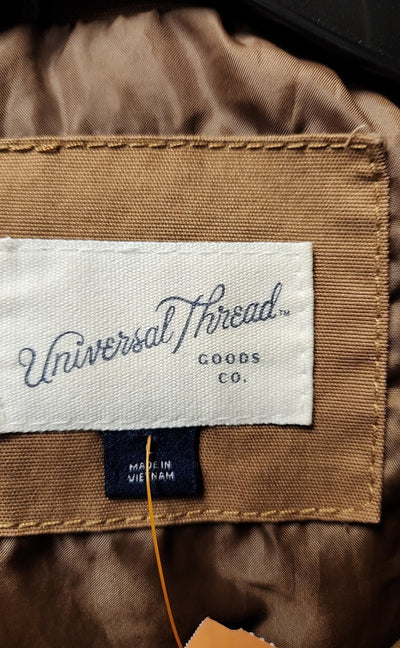 Universal Thread™
GOODS
CO.
MADE IN
VIETNAM